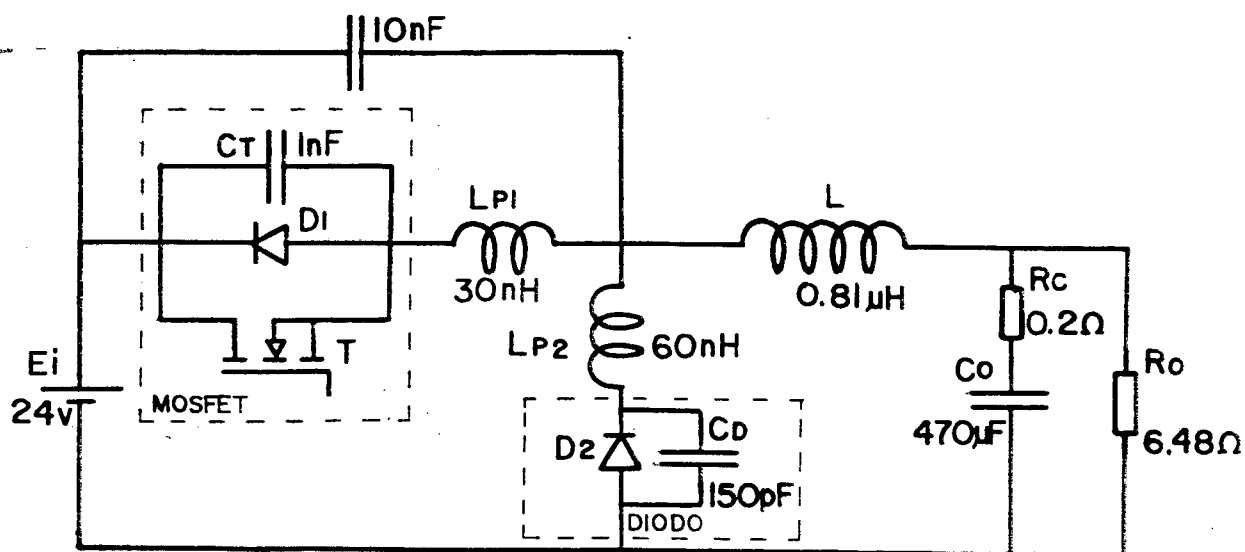 10nF
CT 1nF
D1
LP1
30nH
L
0.81µH
Rc
0.2Ω
T
LP2 60nH
Ei
24v
MOSFET
Co
470µF
Ro
6.48Ω
D2
CD
150pF
DIODO